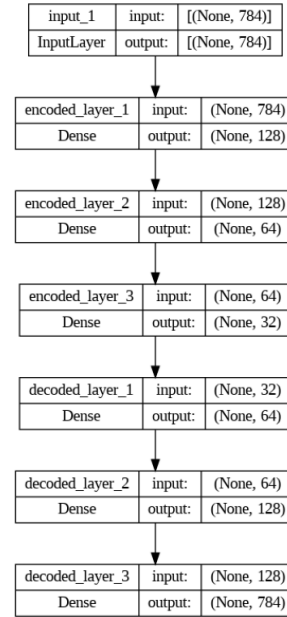 input_1 input: [(None, 784)]
InputLayer output: [(None, 784)]
encoded_layer_1 input: (None, 784)
Dense output: (None, 128)
encoded_layer_2 input: (None, 128)
Dense output: (None, 64)
encoded_layer_3 input: (None, 64)
Dense output: (None, 32)
decoded_layer_1 input: (None, 32)
Dense output: (None, 64)
decoded_layer_2 input: (None, 64)
Dense output: (None, 128)
decoded_layer_3 input: (None, 128)
Dense output: (None, 784)